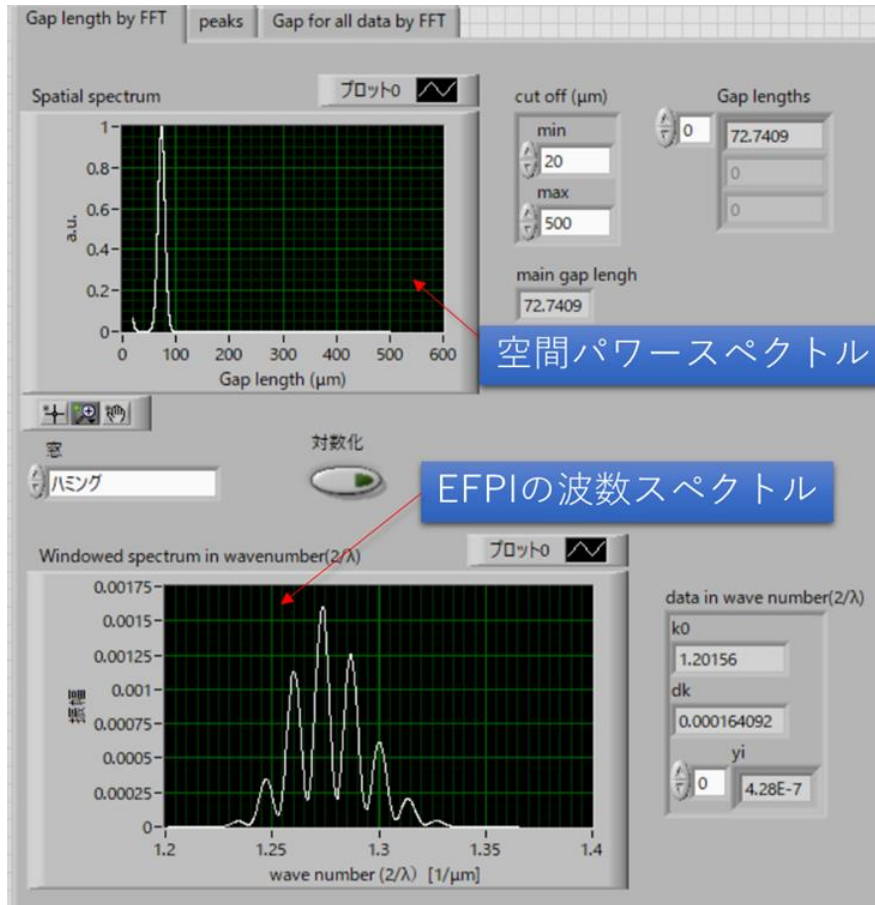 Gap length by FFT
peaks
Gap for all data by FFT
Spatial spectrum
プロット0
1
0.8
0.6
0.4
0.2
0
a.u.
0 100 200 300 400 500 600
Gap length (µm)
cut off (µm)
min
20
max
500
Gap lengths
0
72.7409
0
0
main gap lengh
72.7409
空間パワースペクトル
窓
ハミング
対数化
EFPIの波数スペクトル
Windowed spectrum in wavenumber(2/λ)
プロット0
0.00175
0.0015
0.00125
0.001
0.00075
0.0005
0.00025
0
振幅
1.2 1.25 1.3 1.35 1.4
wave number (2/λ) [1/µm]
data in wave number(2/λ)
k0
1.20156
dk
0.000164092
yi
0
4.28E-7